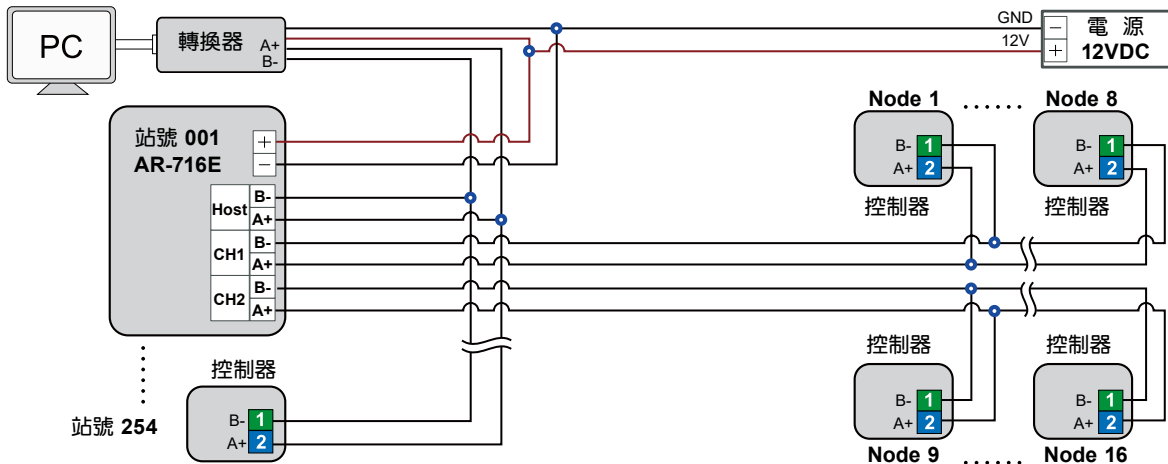 PC
轉換器
A+
B-
GND
12V
電 源
12VDC
站號 001
AR-716E
Host
B-
A+
CH1
B-
A+
CH2
B-
A+
Node 1 ...... Node 8
B- 1
A+ 2
控制器
B- 1
A+ 2
控制器
控制器
B- 1
A+ 2
控制器
B- 1
A+ 2
Node 9 ...... Node 16
站號 254
控制器
B- 1
A+ 2